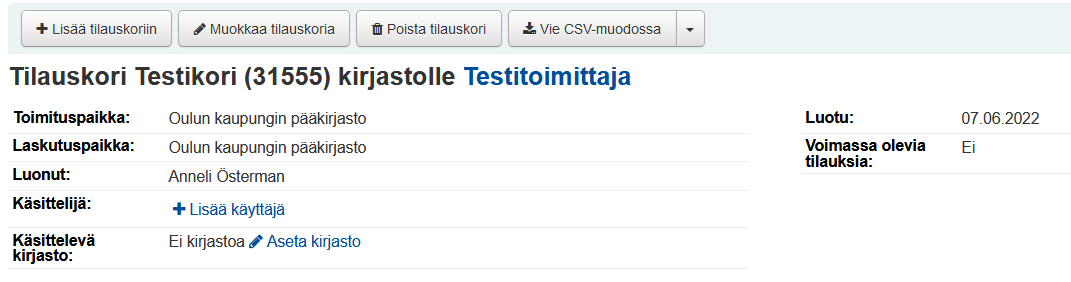 Lisää tilauskoriin Muokkaa tilauskoria Poista tilauskori Vie CSV-muodossa
Tilauskori Testikori (31555) kirjastolle Testitoimittaja
Toimituspaikka: Oulun kaupungin pääkirjasto
Laskutuspaikka: Oulun kaupungin pääkirjasto
Luonut: Anneli Österman
Käsittelijä: Lisää käyttäjä
Käsittelevä kirjasto: Ei kirjastoa Aseta kirjasto
Luotu: 07.06.2022
Voimassa olevia tilauksia: Ei